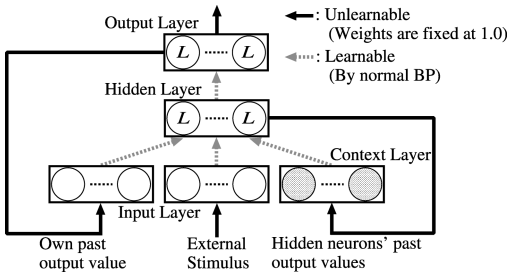 Output Layer
: Unlearnable
(Weights are fixed at 1.0)
L ...... L
: Learnable
(By normal BP)
Hidden Layer
L ...... L
Context Layer
...... ...... ......
Input Layer
Own past
output value
External
Stimulus
Hidden neurons' past
output values